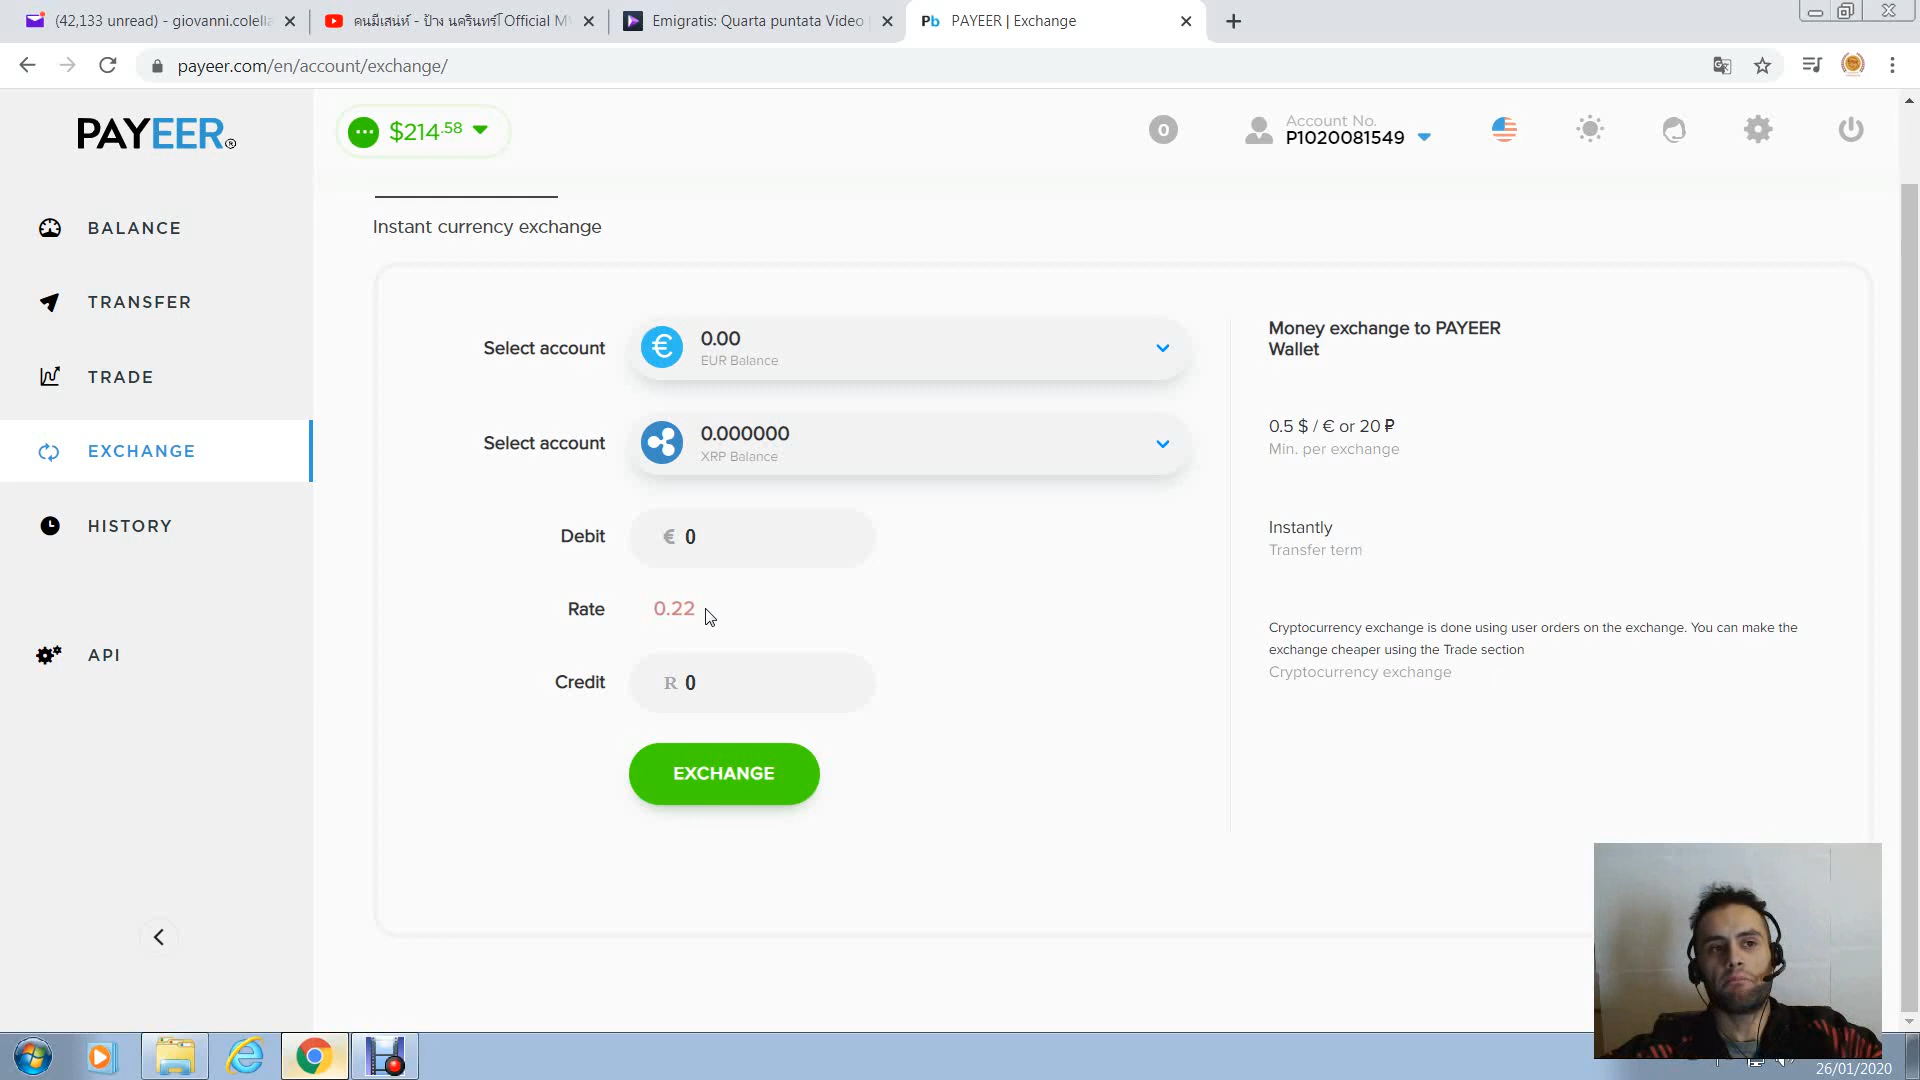 (42,133 unread) - giovanni.colella
คนมีเสน่ห์ - ป้าง นครินทร์「Official M
Emigratis: Quarta puntata Video
Pb PAYEER | Exchange
payeer.com/en/account/exchange/
PAYEER®
$214.58
0
Account No.
P1020081549
BALANCE
TRANSFER
TRADE
EXCHANGE
HISTORY
API
Instant currency exchange
Select account
€ 0.00
EUR Balance
Select account
0.000000
XRP Balance
Debit
€ 0
Rate
0.22
Credit
R 0
EXCHANGE
Money exchange to PAYEER
Wallet
0.5 $ / € or 20 ₽
Min. per exchange
Instantly
Transfer term
Cryptocurrency exchange is done using user orders on the exchange. You can make the
exchange cheaper using the Trade section
Cryptocurrency exchange
26/01/2020